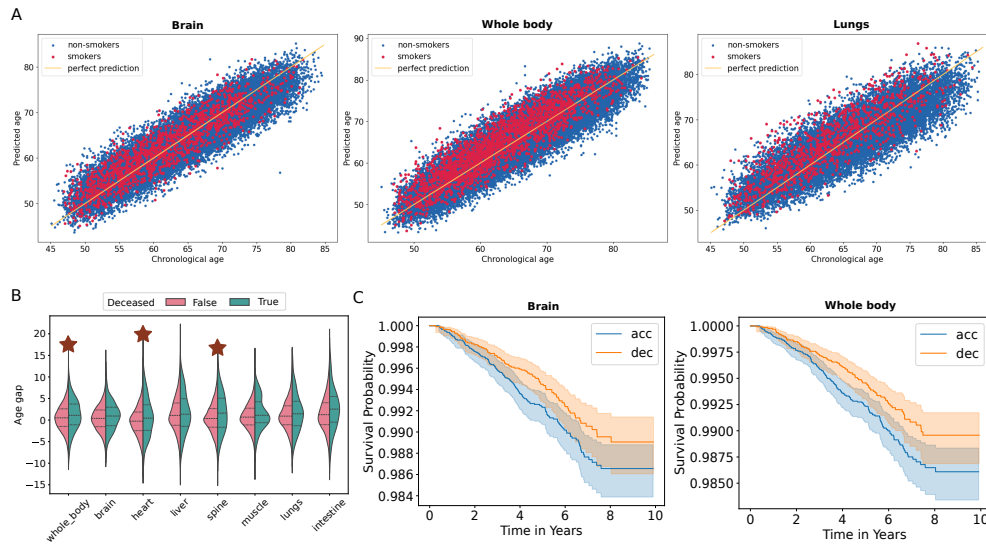 A
Brain
Whole body
Lungs
non-smokers
smokers
perfect prediction
non-smokers
smokers
perfect prediction
non-smokers
smokers
perfect prediction
Predicted age
80
70
60
50
Predicted age
90
80
70
60
50
Predicted age
80
70
60
50
45 50 55 60 65 70 75 80 85
50 60 70 80
45 50 55 60 65 70 75 80 85
Chronological age
Chronological age
Chronological age
B
Deceased False True
Age gap
20
15
10
5
0
−5
−10
−15
whole_body
brain
heart
liver
spine
muscle
lungs
intestine
C
Brain
acc
dec
Survival Probability
1.000
0.998
0.996
0.994
0.992
0.990
0.988
0.986
0.984
0 2 4 6 8 10
Time in Years
Whole body
acc
dec
Survival Probability
1.0000
0.9975
0.9950
0.9925
0.9900
0.9875
0.9850
0 2 4 6 8 10
Time in Years